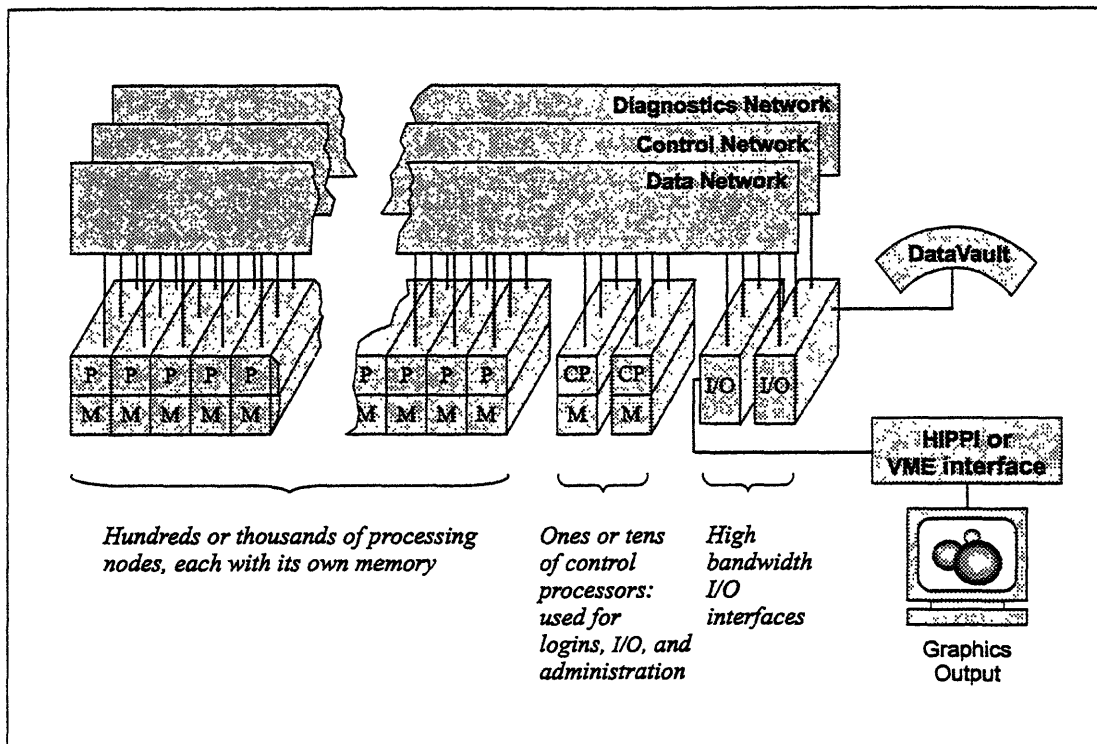 Diagnostics Network
Control Network
Data Network
DataVault
P P P P P
M M M M M
P P P P
M M M M
CP CP
M M
I/O I/O
HIPPI or
VME interface
Hundreds or thousands of processing
nodes, each with its own memory
Ones or tens
of control
processors:
used for
logins, I/O, and
administration
High
bandwidth
I/O
interfaces
Graphics
Output